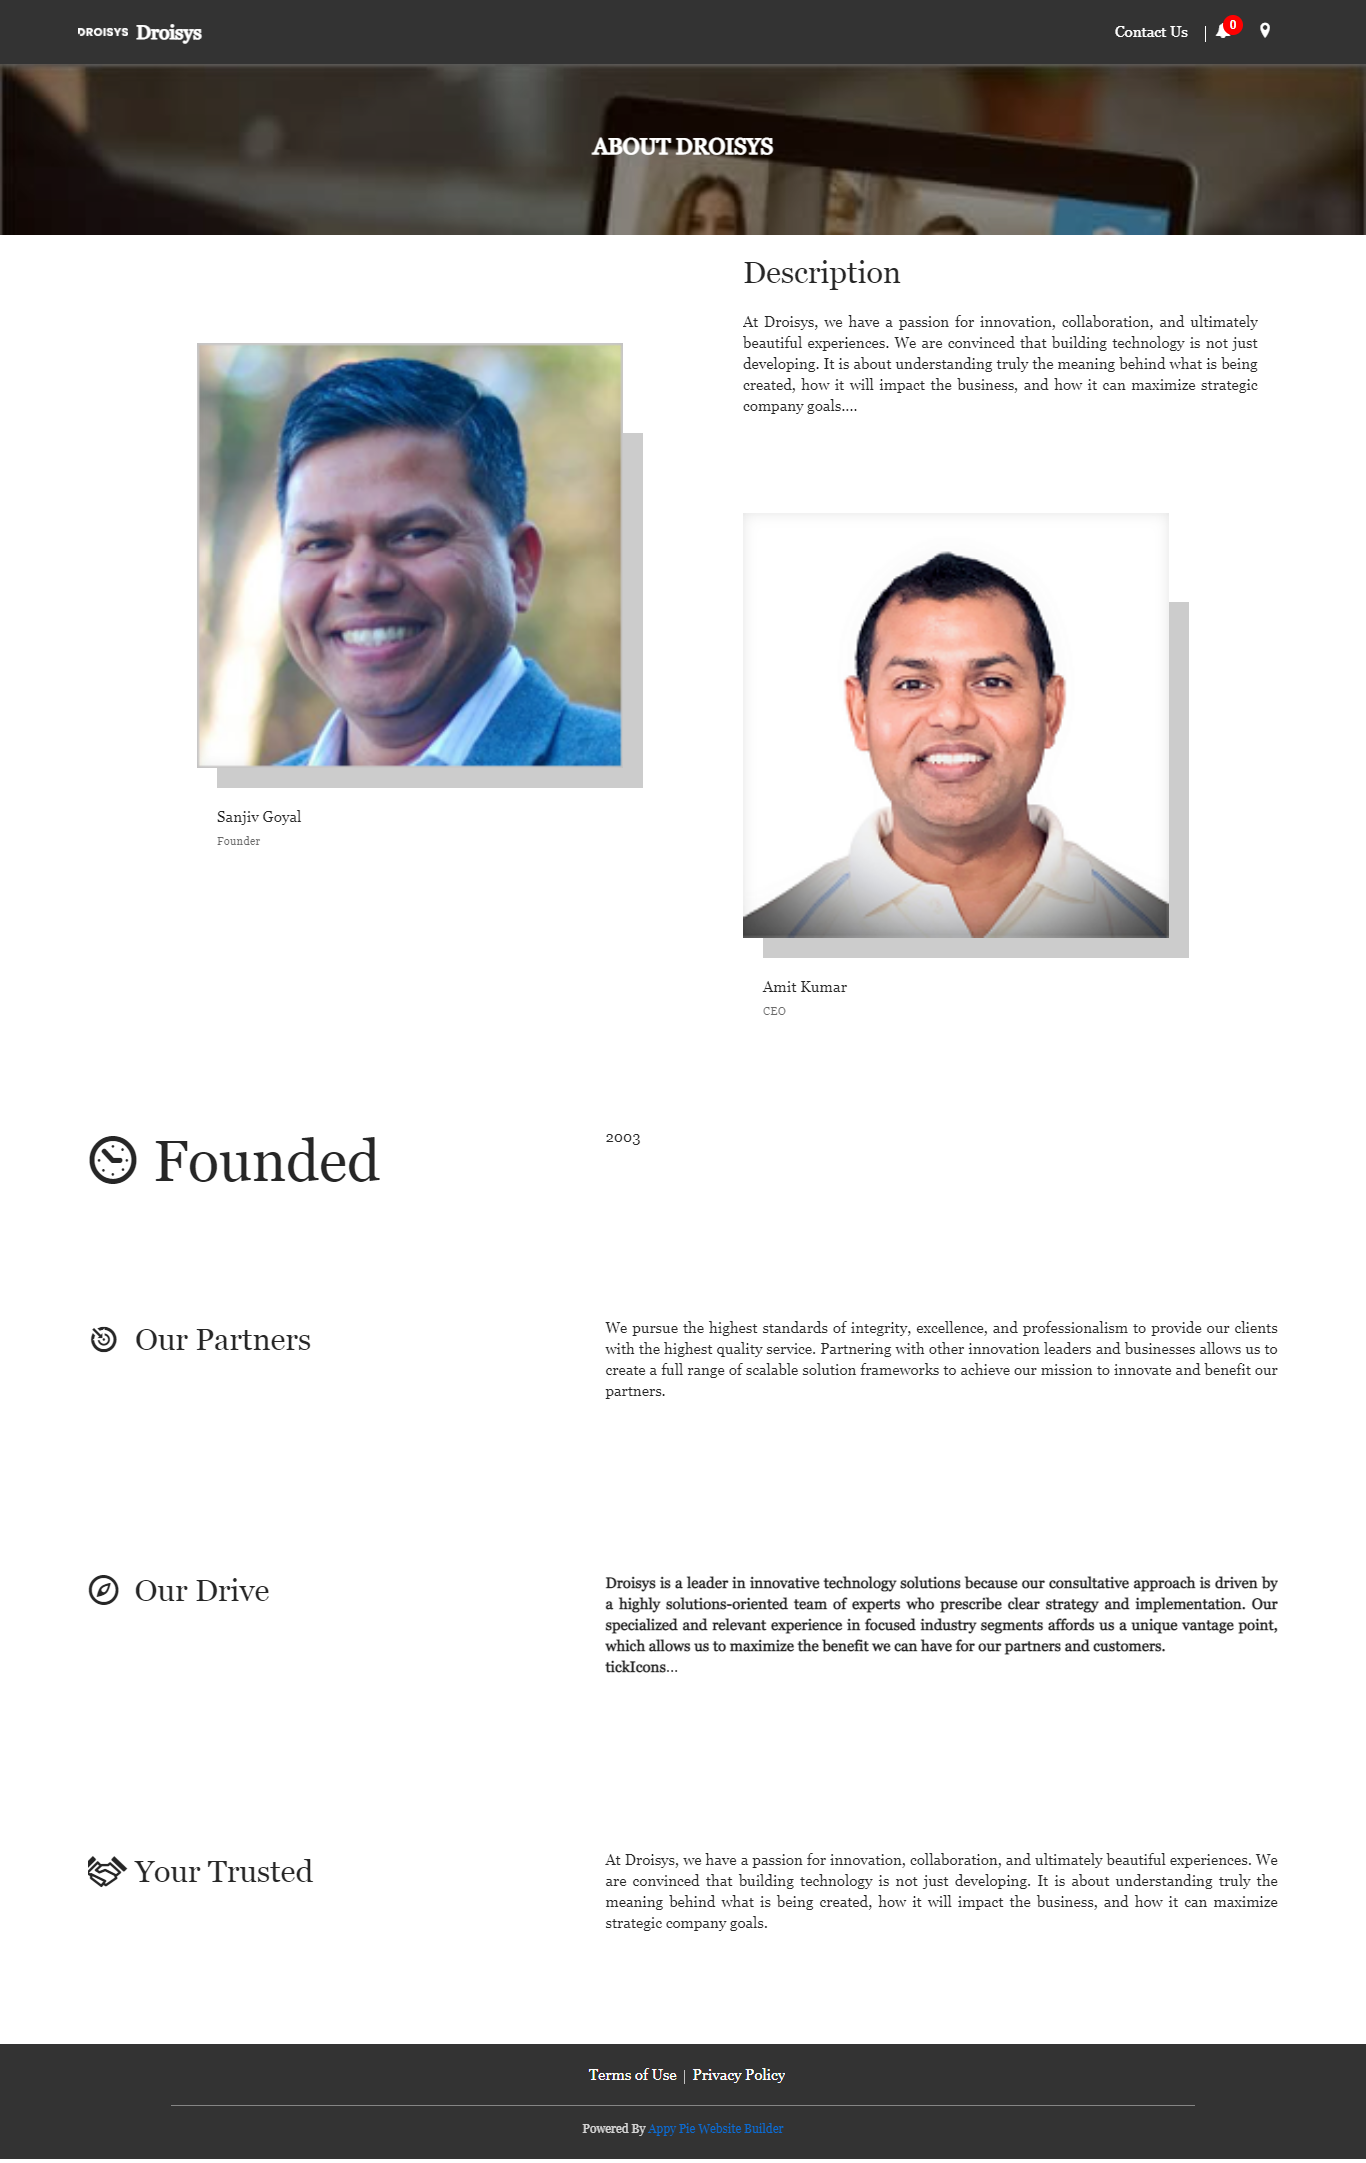 DROISYS Droisys
Contact Us | 0
ABOUT DROISYS
Description
At Droisys, we have a passion for innovation, collaboration, and ultimately
beautiful experiences. We are convinced that building technology is not just
developing. It is about understanding truly the meaning behind what is being
created, how it will impact the business, and how it can maximize strategic
company goals....
Sanjiv Goyal
Founder
Amit Kumar
CEO
Founded
2003
Our Partners
We pursue the highest standards of integrity, excellence, and professionalism to provide our clients
with the highest quality service. Partnering with other innovation leaders and businesses allows us to
create a full range of scalable solution frameworks to achieve our mission to innovate and benefit our
partners.
Our Drive
Droisys is a leader in innovative technology solutions because our consultative approach is driven by
a highly solutions-oriented team of experts who prescribe clear strategy and implementation. Our
specialized and relevant experience in focused industry segments affords us a unique vantage point,
which allows us to maximize the benefit we can have for our partners and customers.
tickIcons...
Your Trusted
At Droisys, we have a passion for innovation, collaboration, and ultimately beautiful experiences. We
are convinced that building technology is not just developing. It is about understanding truly the
meaning behind what is being created, how it will impact the business, and how it can maximize
strategic company goals.
Terms of Use | Privacy Policy
Powered By Appy Pie Website Builder